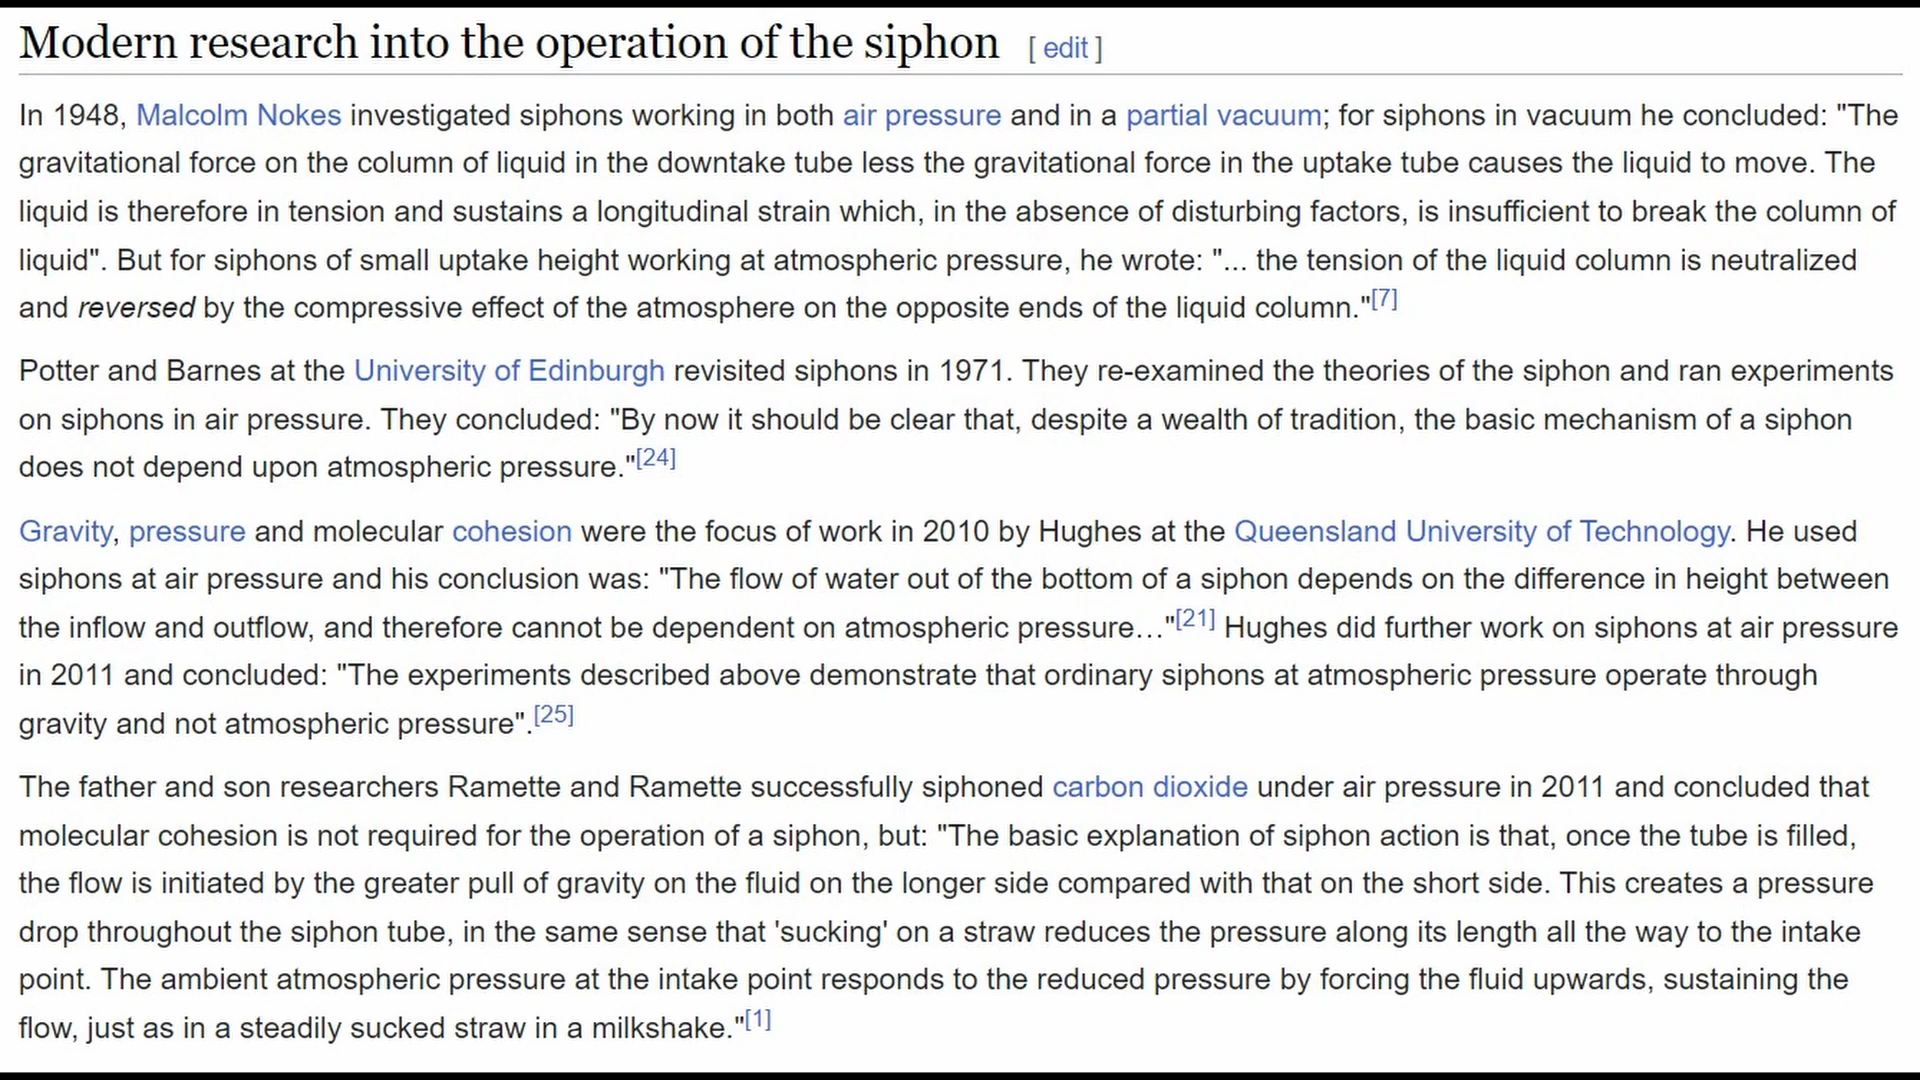 Modern research into the operation of the siphon [ edit ]
In 1948, Malcolm Nokes investigated siphons working in both air pressure and in a partial vacuum; for siphons in vacuum he concluded: "The
gravitational force on the column of liquid in the downtake tube less the gravitational force in the uptake tube causes the liquid to move. The
liquid is therefore in tension and sustains a longitudinal strain which, in the absence of disturbing factors, is insufficient to break the column of
liquid". But for siphons of small uptake height working at atmospheric pressure, he wrote: "... the tension of the liquid column is neutralized
and reversed by the compressive effect of the atmosphere on the opposite ends of the liquid column."[7]
Potter and Barnes at the University of Edinburgh revisited siphons in 1971. They re-examined the theories of the siphon and ran experiments
on siphons in air pressure. They concluded: "By now it should be clear that, despite a wealth of tradition, the basic mechanism of a siphon
does not depend upon atmospheric pressure."[24]
Gravity, pressure and molecular cohesion were the focus of work in 2010 by Hughes at the Queensland University of Technology. He used
siphons at air pressure and his conclusion was: "The flow of water out of the bottom of a siphon depends on the difference in height between
the inflow and outflow, and therefore cannot be dependent on atmospheric pressure…"[21] Hughes did further work on siphons at air pressure
in 2011 and concluded: "The experiments described above demonstrate that ordinary siphons at atmospheric pressure operate through
gravity and not atmospheric pressure".[25]
The father and son researchers Ramette and Ramette successfully siphoned carbon dioxide under air pressure in 2011 and concluded that
molecular cohesion is not required for the operation of a siphon, but: "The basic explanation of siphon action is that, once the tube is filled,
the flow is initiated by the greater pull of gravity on the fluid on the longer side compared with that on the short side. This creates a pressure
drop throughout the siphon tube, in the same sense that 'sucking' on a straw reduces the pressure along its length all the way to the intake
point. The ambient atmospheric pressure at the intake point responds to the reduced pressure by forcing the fluid upwards, sustaining the
flow, just as in a steadily sucked straw in a milkshake."[1]